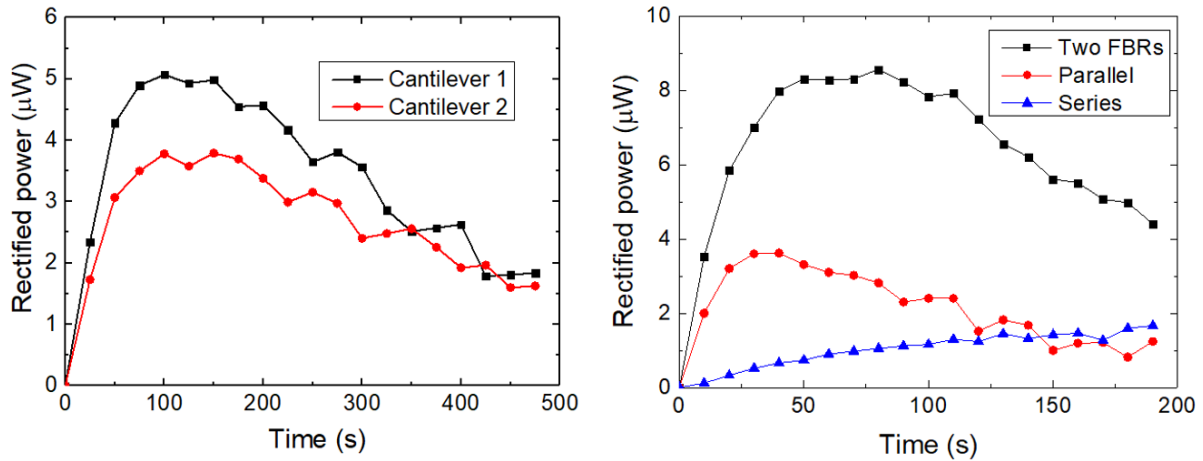 6
5
4
3
2
1
0
Rectified power (μW)
Cantilever 1
Cantilever 2
0 100 200 300 400 500
Time (s)
10
8
6
4
2
0
Rectified power (μW)
Two FBRs
Parallel
Series
0 50 100 150 200
Time (s)